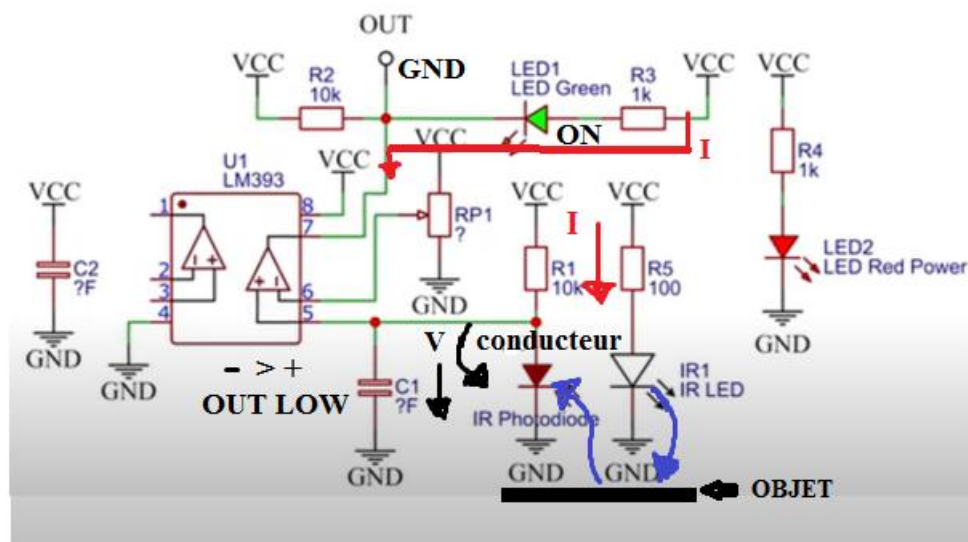 OUT
GND
VCC
R2
10k
LED1
LED Green
R3
1k
VCC
VCC
ON
I
R4
1k
U1
LM393
VCC
VCC
RP1
?
VCC
1
2
3
4
8
7
6
5
- +
+ -
C2
?F
GND
GND
GND
VCC
I
VCC
R1
10k
R5
100
LED2
LED Red Power
GND
V
conducteur
- > +
OUT LOW
C1
?F
IR1
IR LED
IR Photodiode
GND
GND
GND
OBJET